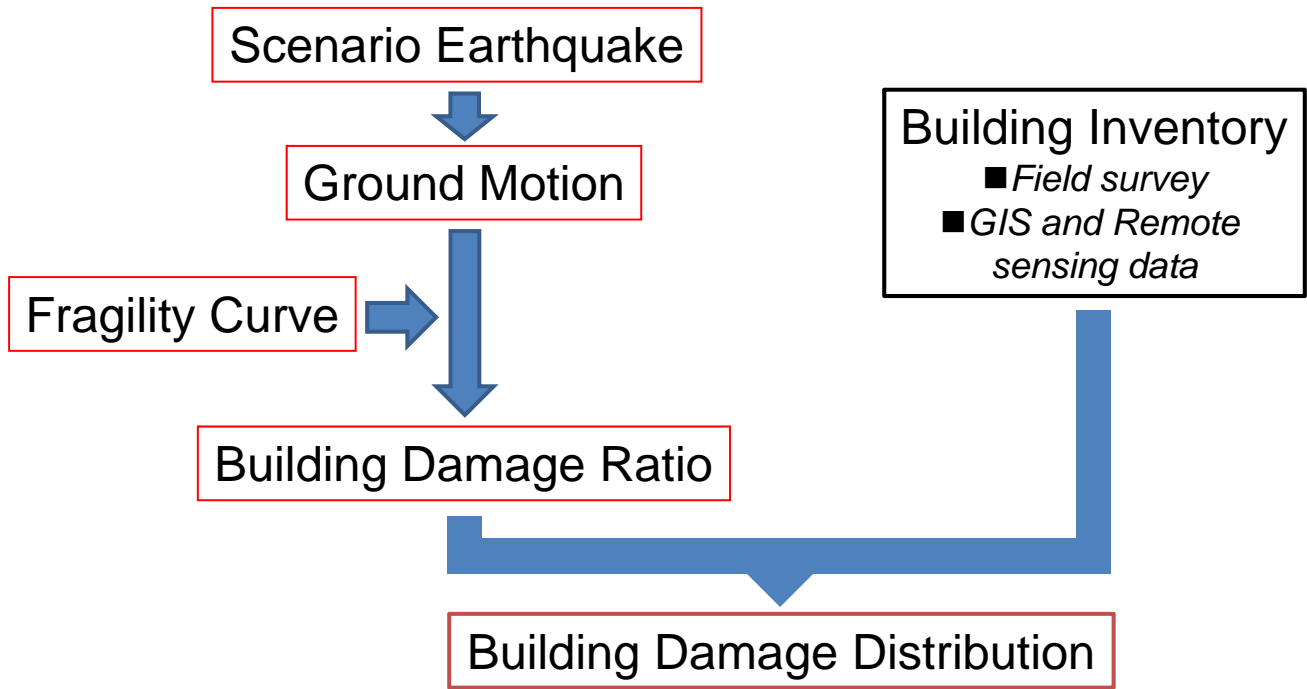 Scenario Earthquake
Ground Motion
Fragility Curve
Building Damage Ratio
Building Inventory
■Field survey
■GIS and Remote
sensing data
Building Damage Distribution